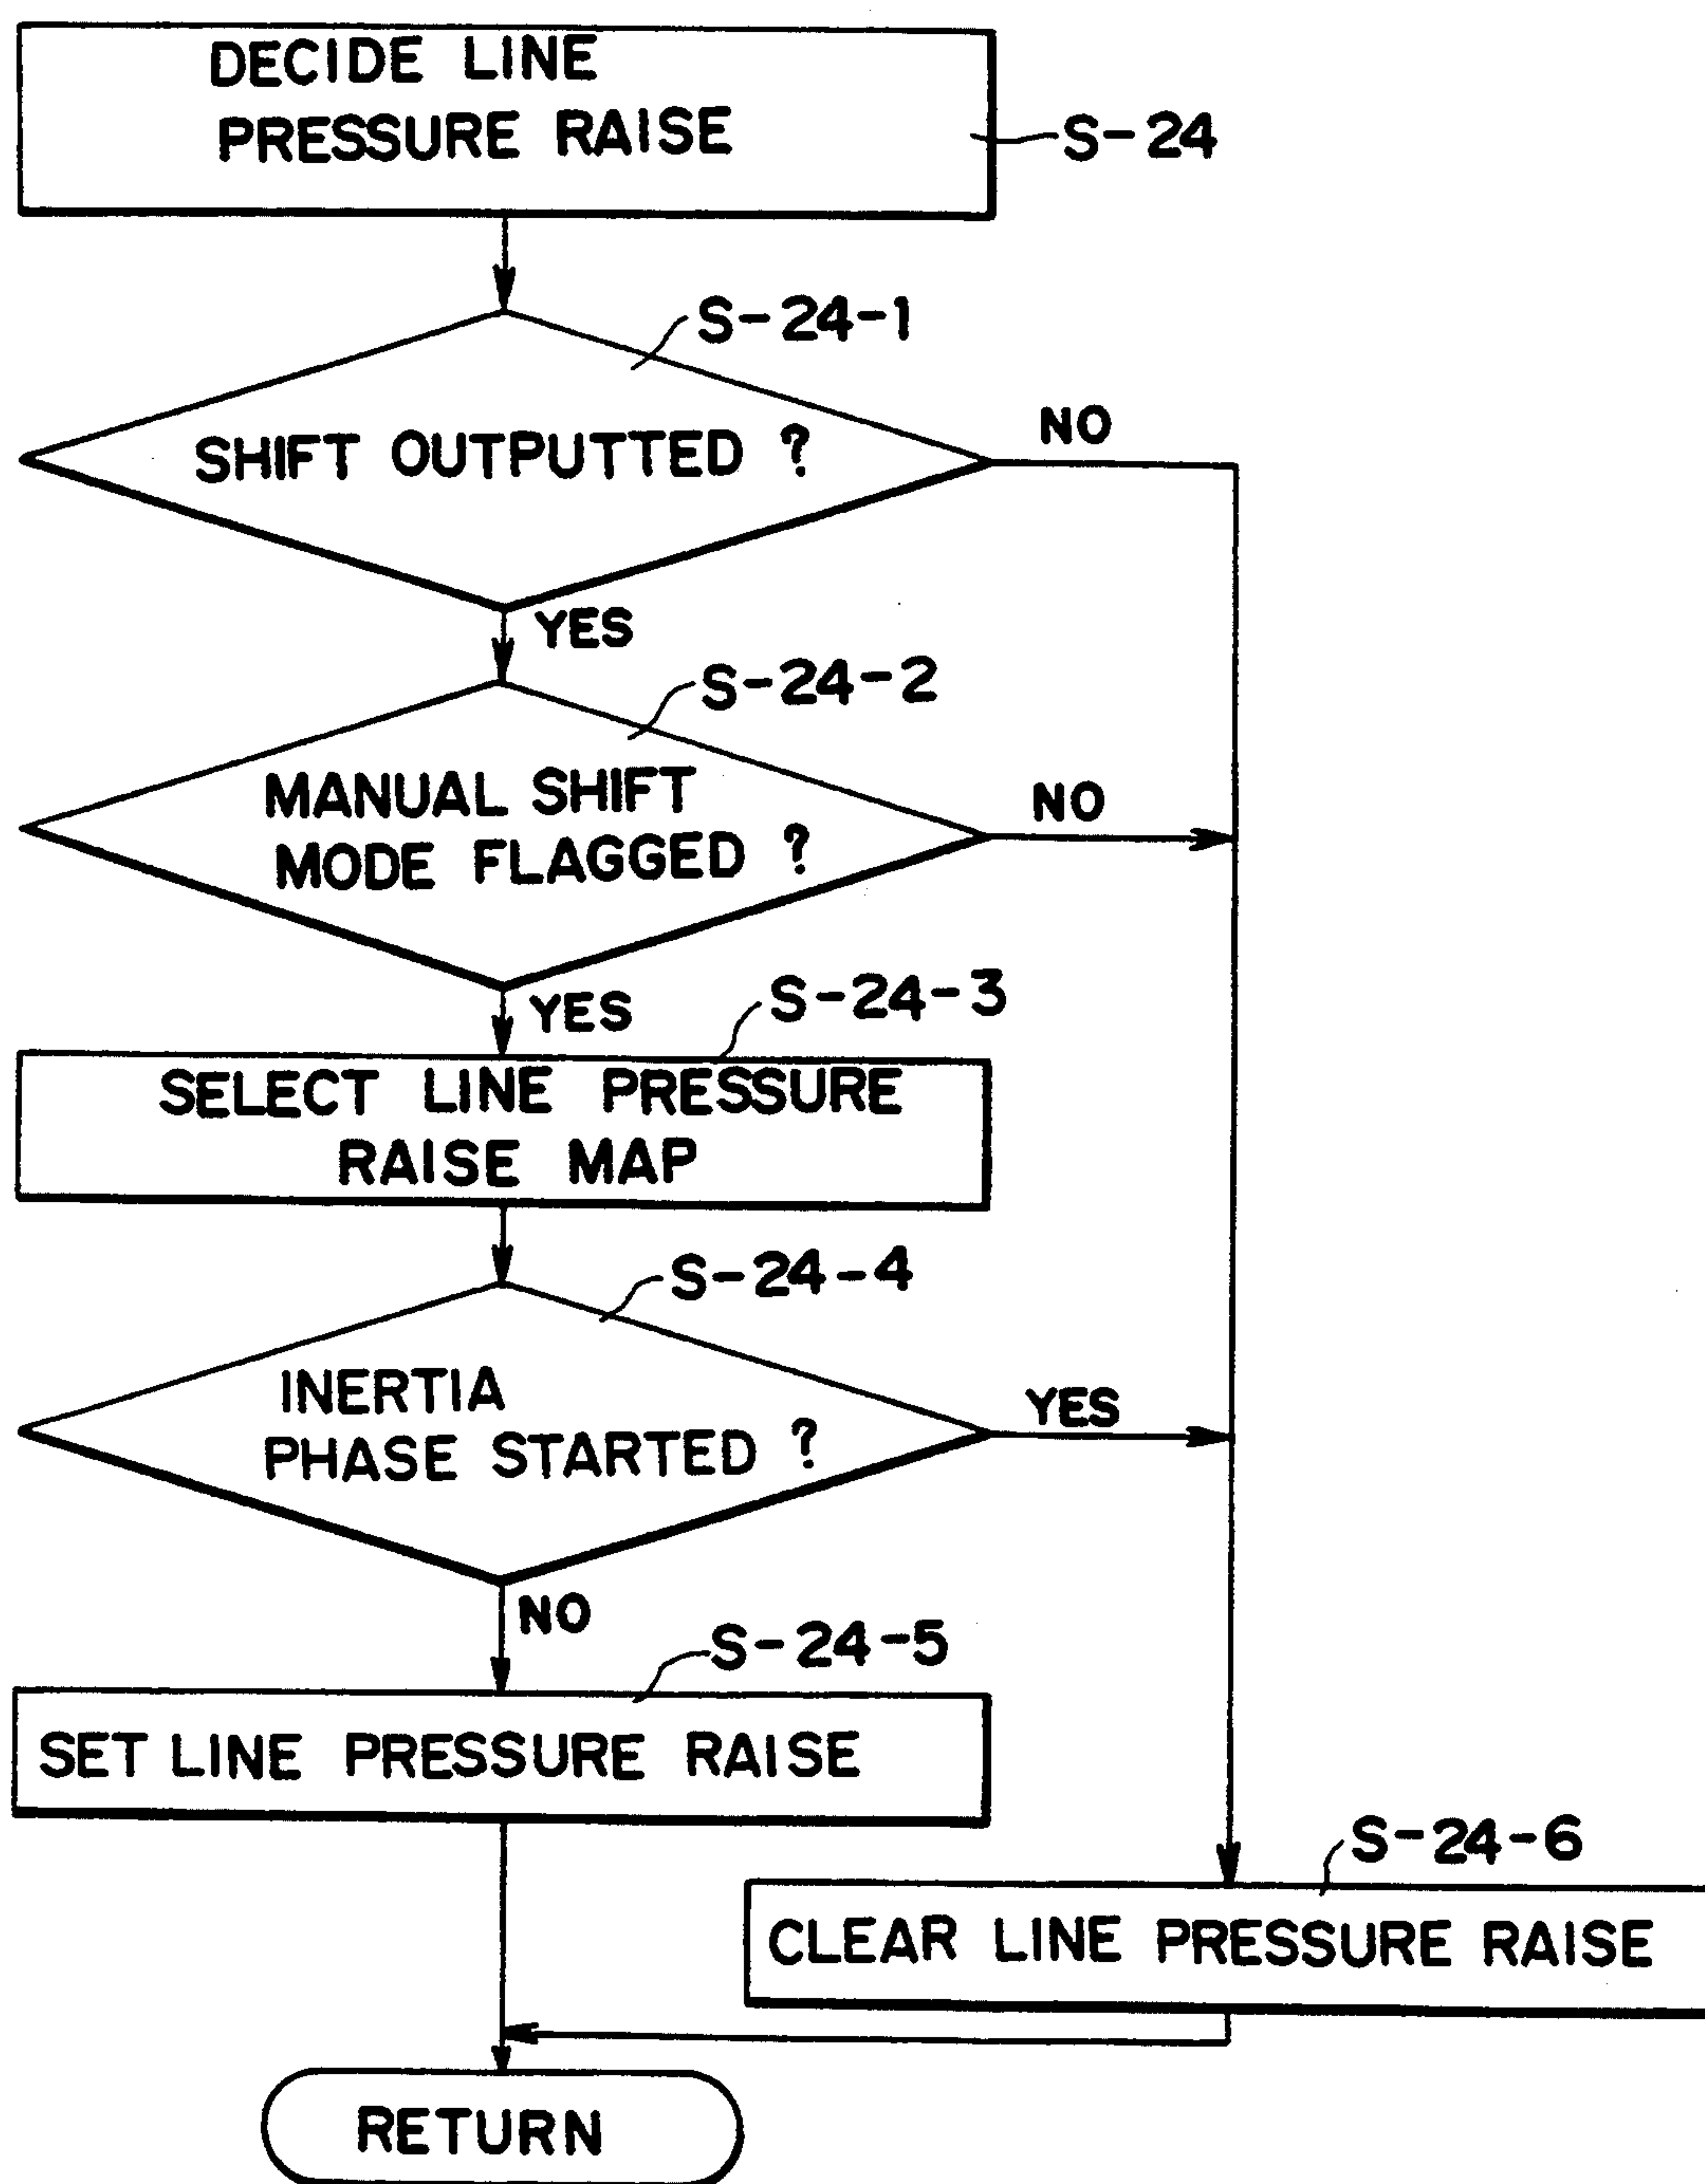 DECIDE LINE
PRESSURE RAISE
S-24
S-24-1
SHIFT OUTPUTTED ?
NO
YES
S-24-2
MANUAL SHIFT
MODE FLAGGED ?
NO
YES
S-24-3
SELECT LINE PRESSURE
RAISE MAP
S-24-4
INERTIA
PHASE STARTED ?
YES
NO
S-24-5
SET LINE PRESSURE RAISE
S-24-6
CLEAR LINE PRESSURE RAISE
RETURN